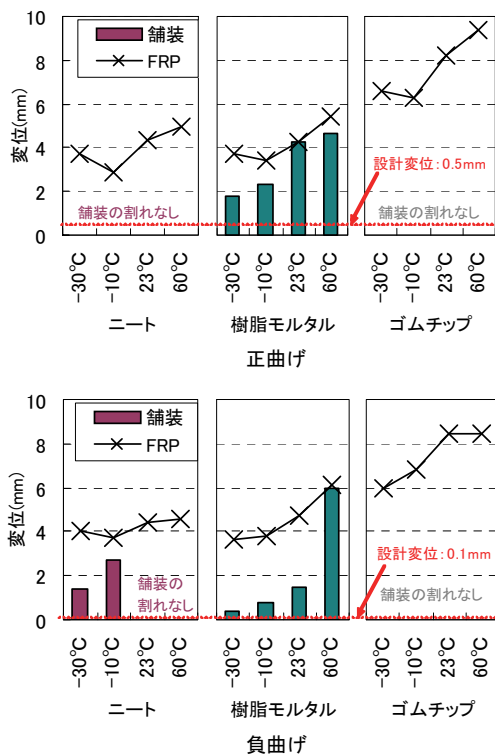 舗装
FRP
変位(mm)
10
8
6
4
2
0
設計変位:0.5mm
舗装の割れなし
舗装の割れなし
-30℃
-10℃
23℃
60℃
-30℃
-10℃
23℃
60℃
-30℃
-10℃
23℃
60℃
ニート
樹脂モルタル
ゴムチップ
正曲げ
舗装
FRP
変位(mm)
10
8
6
4
2
0
設計変位:0.1mm
舗装の
割れなし
舗装の割れなし
-30℃
-10℃
23℃
60℃
-30℃
-10℃
23℃
60℃
-30℃
-10℃
23℃
60℃
ニート
樹脂モルタル
ゴムチップ
負曲げ